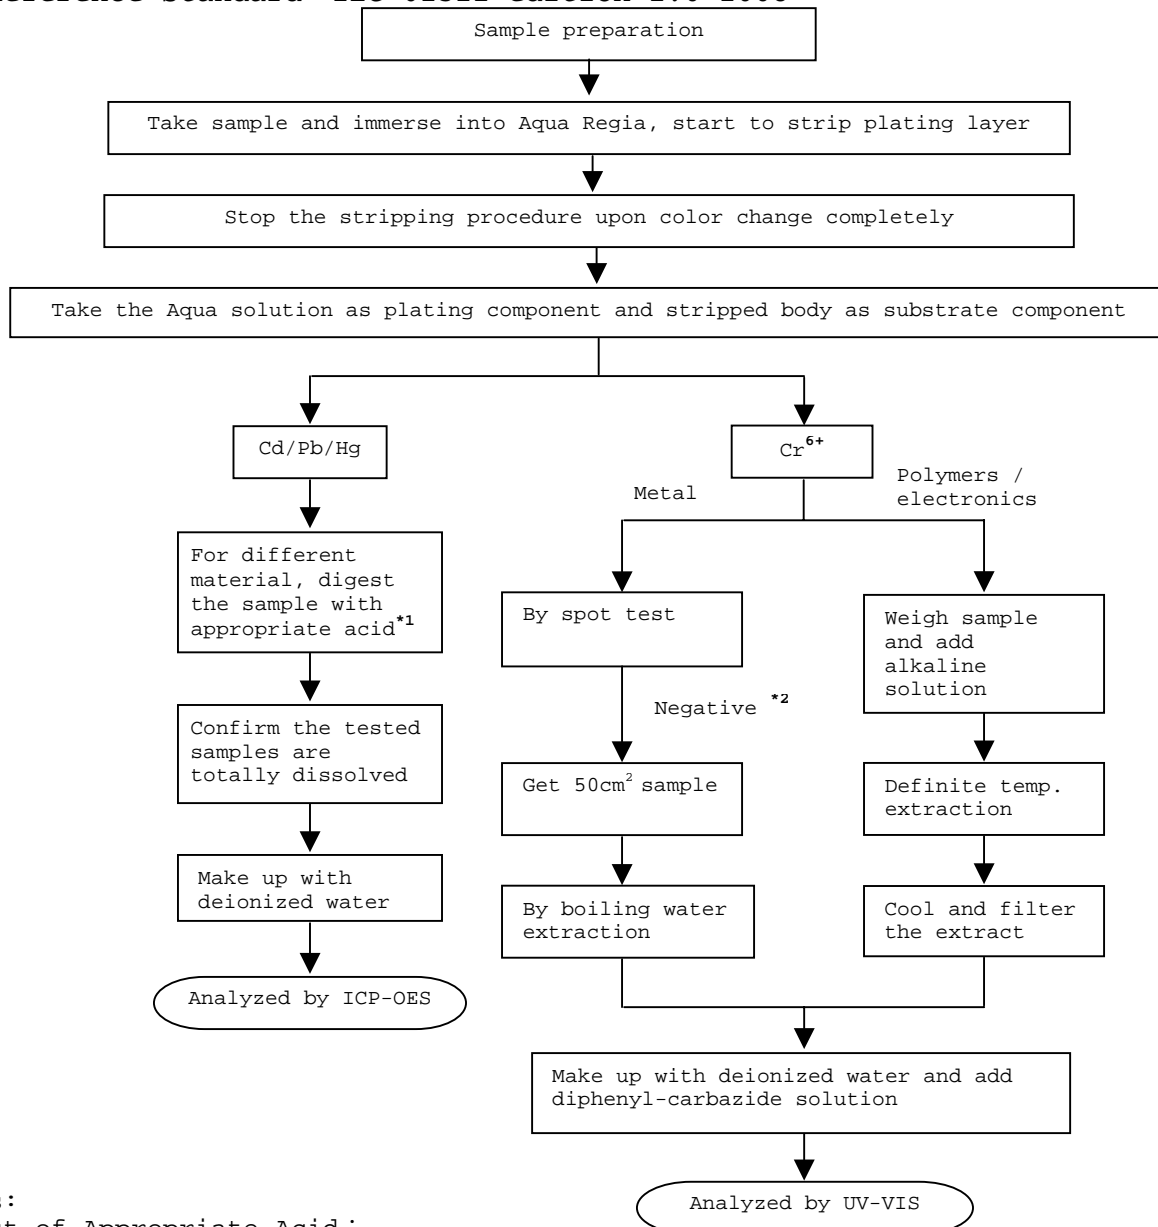 Sample preparation
Take sample and immerse into Aqua Regia, start to strip plating layer
Stop the stripping procedure upon color change completely
Take the Aqua solution as plating component and stripped body as substrate component
Cd/Pb/Hg
Cr6+
Metal
Polymers /
electronics
For different
material, digest
the sample with
appropriate acid*1
Confirm the tested
samples are
totally dissolved
Make up with
deionized water
Analyzed by ICP-OES
By spot test
Negative *2
Get 50cm2 sample
By boiling water
extraction
Weigh sample
and add
alkaline
solution
Definite temp.
extraction
Cool and filter
the extract
Make up with deionized water and add
diphenyl-carbazide solution
Analyzed by UV-VIS
of Appropriate Acid: